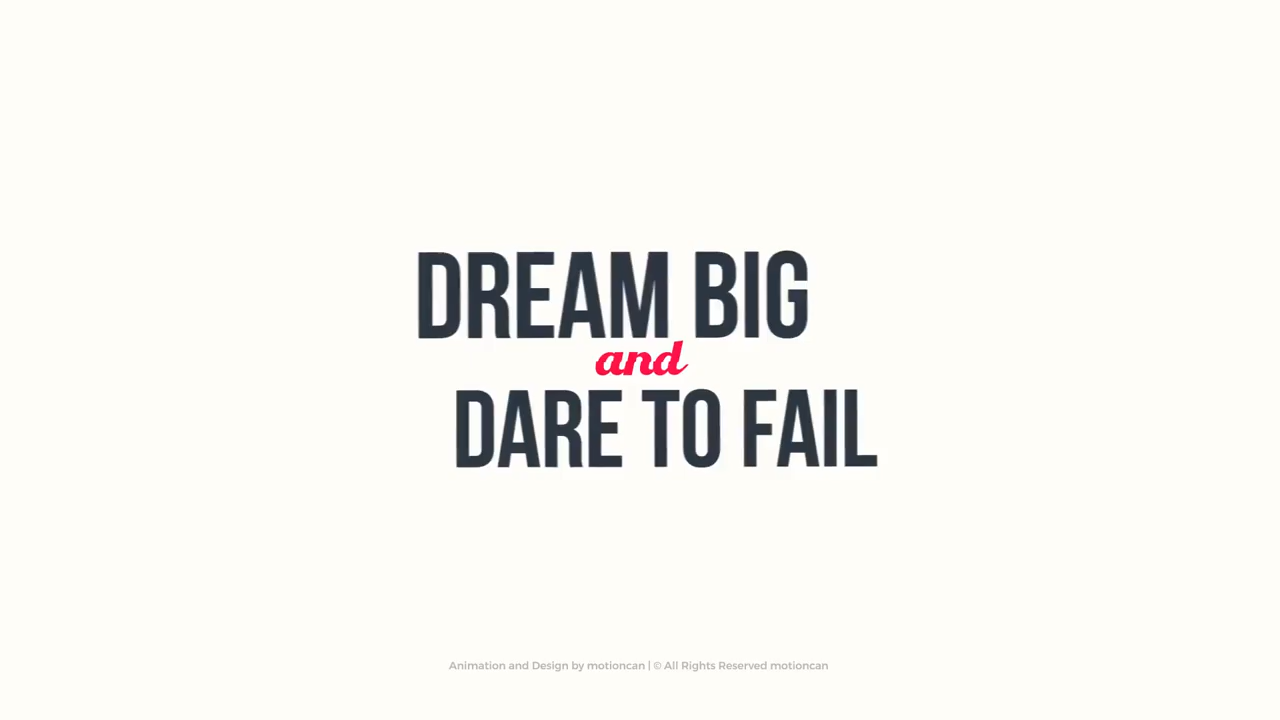 DREAM BIG
and
DARE TO FAIL
Animation and Design by motioncan | © All Rights Reserved motioncan